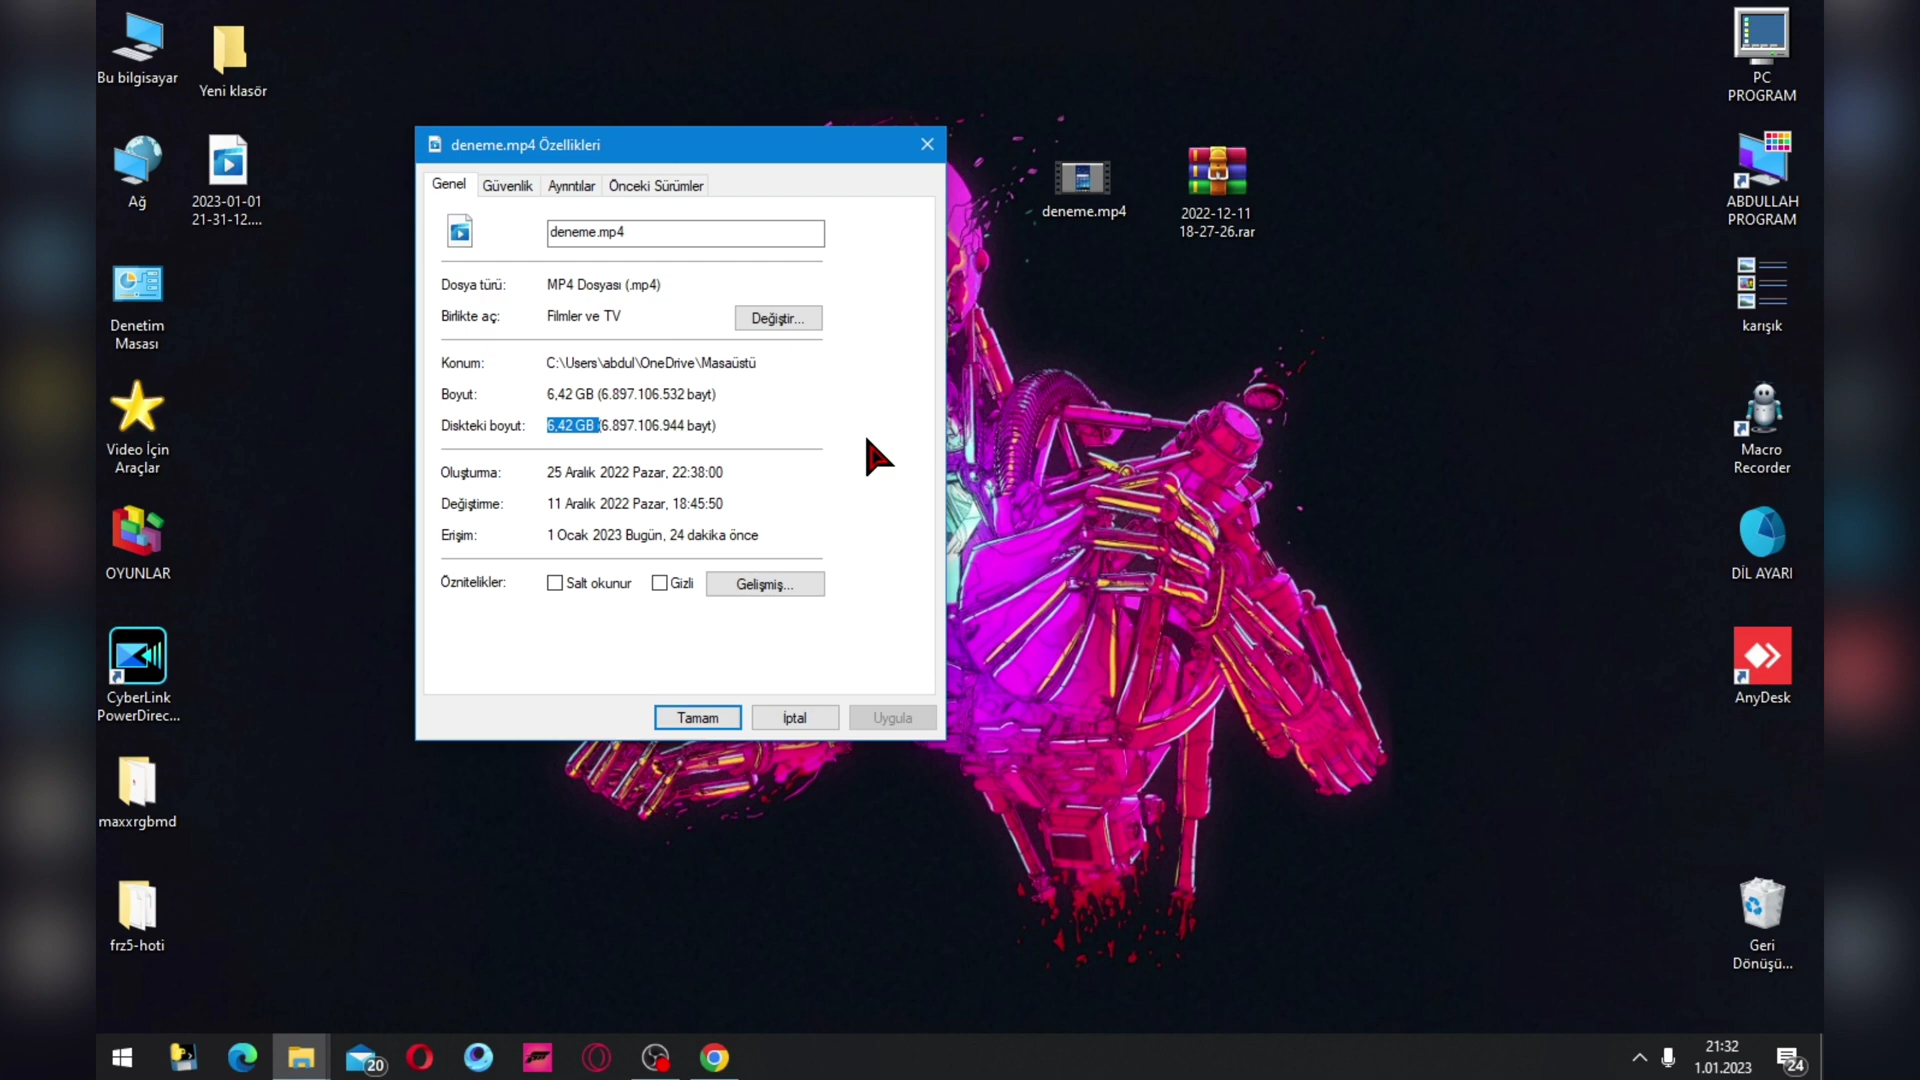 Bu bilgisayar
Yeni klasör
Ağ
2023-01-01
21-31-12....
Denetim
Masası
Video İçin
Araçlar
OYUNLAR
CyberLink
PowerDirec...
maxxrgbmd
frz5-hoti
deneme.mp4 Özellikleri
Genel
Güvenlik
Ayrıntılar
Önceki Sürümler
deneme.mp4
Dosya türü: MP4 Dosyası (.mp4)
Birlikte aç: Filmler ve TV Değiştir...
Konum: C:\Users\abdul\OneDrive\Masaüstü
Boyut: 6,42 GB (6.897.106.532 bayt)
Diskteki boyut: 6,42 GB (6.897.106.944 bayt)
Oluşturma: 25 Aralık 2022 Pazar, 22:38:00
Değiştirme: 11 Aralık 2022 Pazar, 18:45:50
Erişim: 1 Ocak 2023 Bugün, 24 dakika önce
Öznitelikler: Salt okunur Gizli Gelişmiş...
Tamam İptal Uygula
deneme.mp4
2022-12-11
18-27-26.rar
PC
PROGRAM
ABDULLAH
PROGRAM
karışık
Macro
Recorder
DİL AYARI
AnyDesk
Geri
Dönüşü...
20
21:32
1.01.2023
24